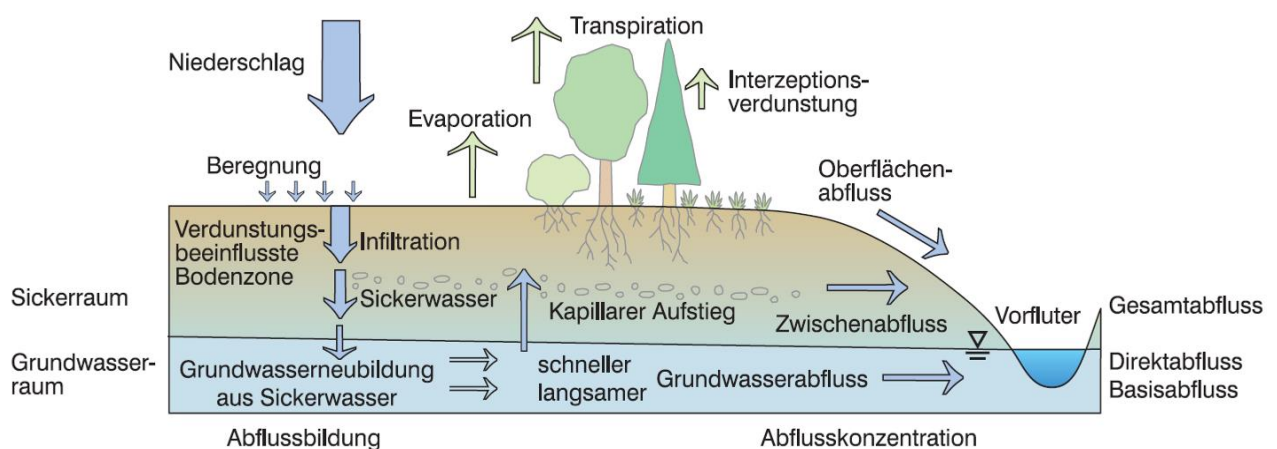 Transpiration
Niederschlag
Interzeptions-
verdunstung
Evaporation
Beregnung
Oberflächen-
abfluss
Verdunstungs-
beeinflusste
Bodenzone
Infiltration
Sickerraum
Sickerwasser
Kapillarer Aufstieg
Zwischenabfluss
Vorfluter
Gesamtabfluss
Grundwasser-
raum
Grundwasserneubildung
aus Sickerwasser
schneller
langsamer
Grundwasserabfluss
Direktabfluss
Basisabfluss
Abflussbildung
Abflusskonzentration